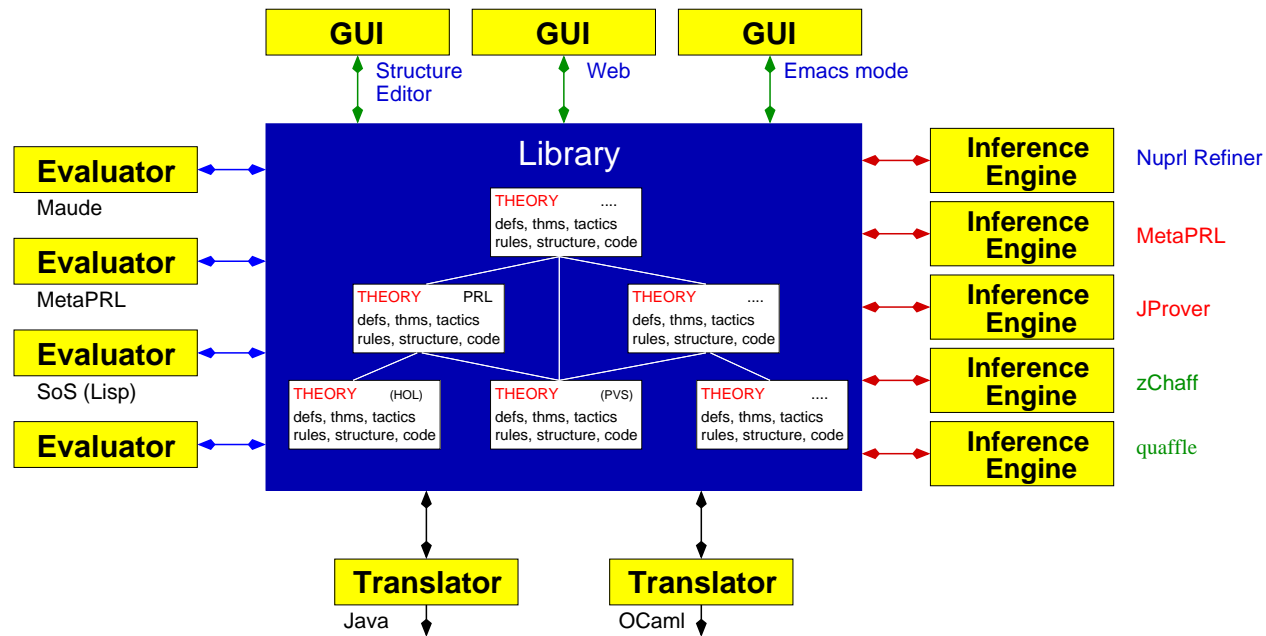 GUI
GUI
GUI
Structure
Editor
Web
Emacs mode
Library
Evaluator
Maude
Evaluator
MetaPRL
Evaluator
SoS (Lisp)
Evaluator
THEORY ....
defs, thms, tactics
rules, structure, code
THEORY PRL
defs, thms, tactics
rules, structure, code
THEORY ....
defs, thms, tactics
rules, structure, code
THEORY (HOL)
defs, thms, tactics
rules, structure, code
THEORY (PVS)
defs, thms, tactics
rules, structure, code
THEORY ....
defs, thms, tactics
rules, structure, code
Inference
Engine
Nuprl Refiner
Inference
Engine
MetaPRL
Inference
Engine
JProver
Inference
Engine
zChaff
Inference
Engine
quaffle
Translator
Java
Translator
OCaml